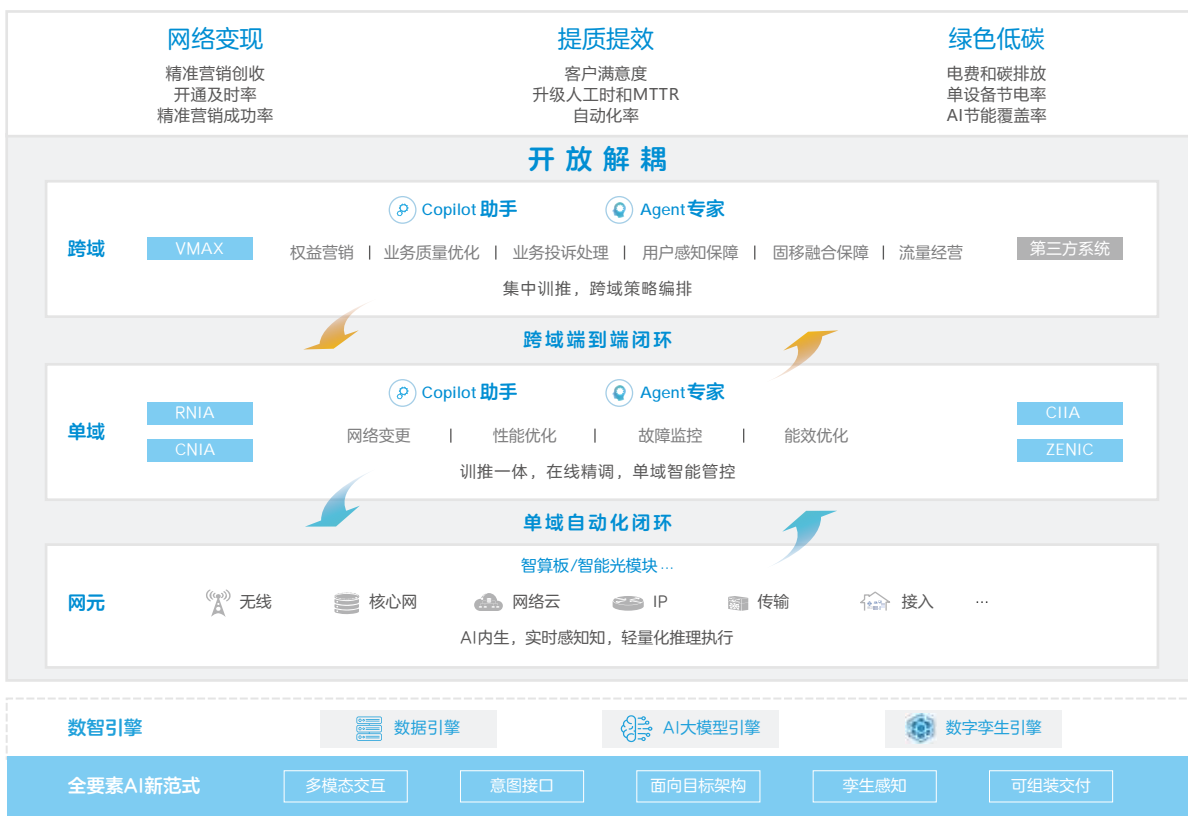 网络变现 提质提效 绿色低碳
精准营销创收 客户满意度 电费和碳排放
开通及时率 升级人工时和MTTR 单设备节电率
精准营销成功率 自动化率 AI节能覆盖率
开放解耦
Copilot 助手 Agent专家
跨域 VMAX 权益营销 | 业务质量优化 | 业务投诉处理 | 用户感知保障 | 固移融合保障 | 流量经营 第三方系统
集中训推，跨域策略编排
跨域端到端闭环
Copilot 助手 Agent专家
RNIA CIIA
单域 网络变更 | 性能优化 | 故障监控 | 能效优化
CNIA ZENIC
训推一体，在线精调，单域智能管控
单域自动化闭环
智算板/智能光模块…
网元 无线 核心网 网络云 IP 传输 接入 …
AI内生，实时感知知，轻量化推理执行
数智引擎 数据引擎 AI大模型引擎 数字孪生引擎
全要素AI新范式 多模态交互 意图接口 面向目标架构 孪生感知 可组装交付